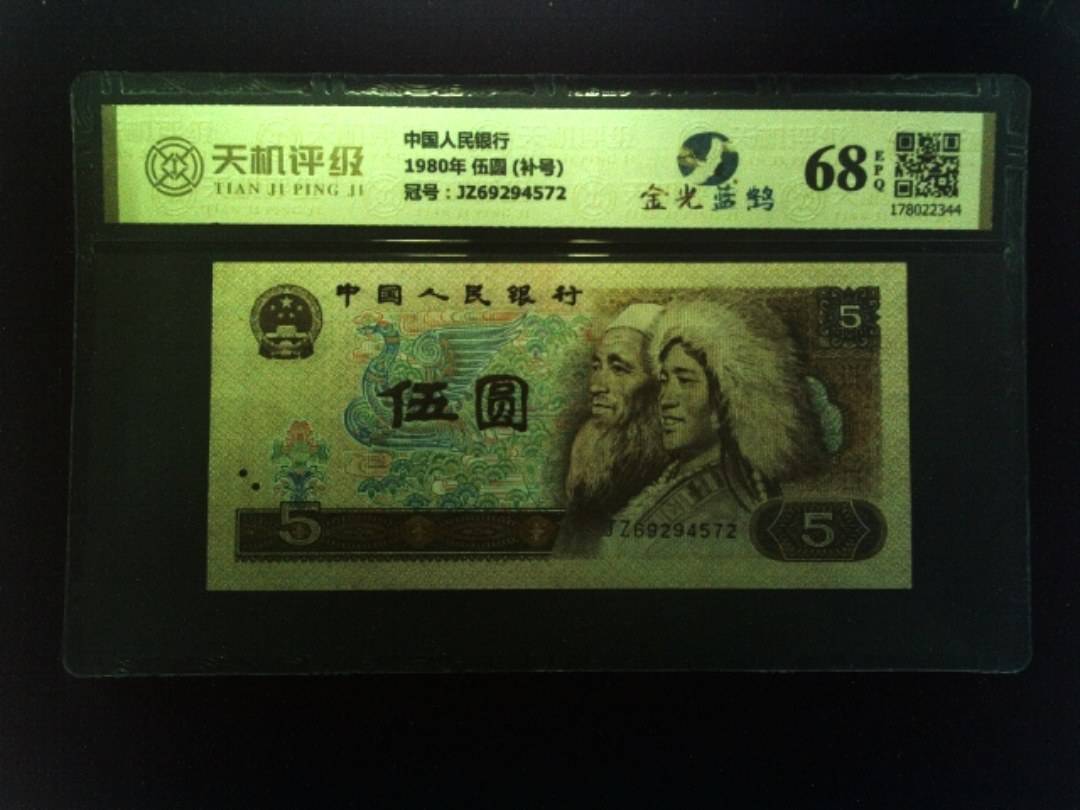 天机评级
TIAN JI PING JI
中国人民银行
1980年 伍圆 (补号)
冠号：JZ69294572
金光蓝鹤
68
EPQ
178022344
中国人民银行
5
伍圆
5
JZ69294572
5